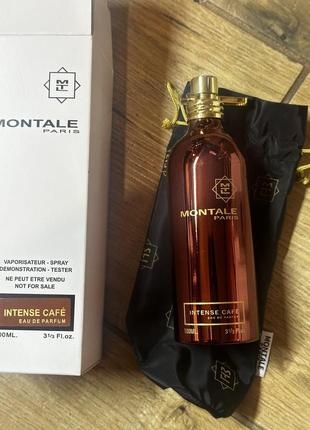 MONTALE
PARIS
VAPORISATEUR - SPRAY
DEMONSTRATION - TESTER
NE PEUT ETRE VENDU
NOT FOR SALE
INTENSE CAFÉ
EAU DE PARFUM
00ML. 3⅓ Fl.oz.
MONTALE
PARIS
INTENSE CAFÉ
EAU DE PARFUM
100ML. 3⅓ Fl.oz.
MONTALE